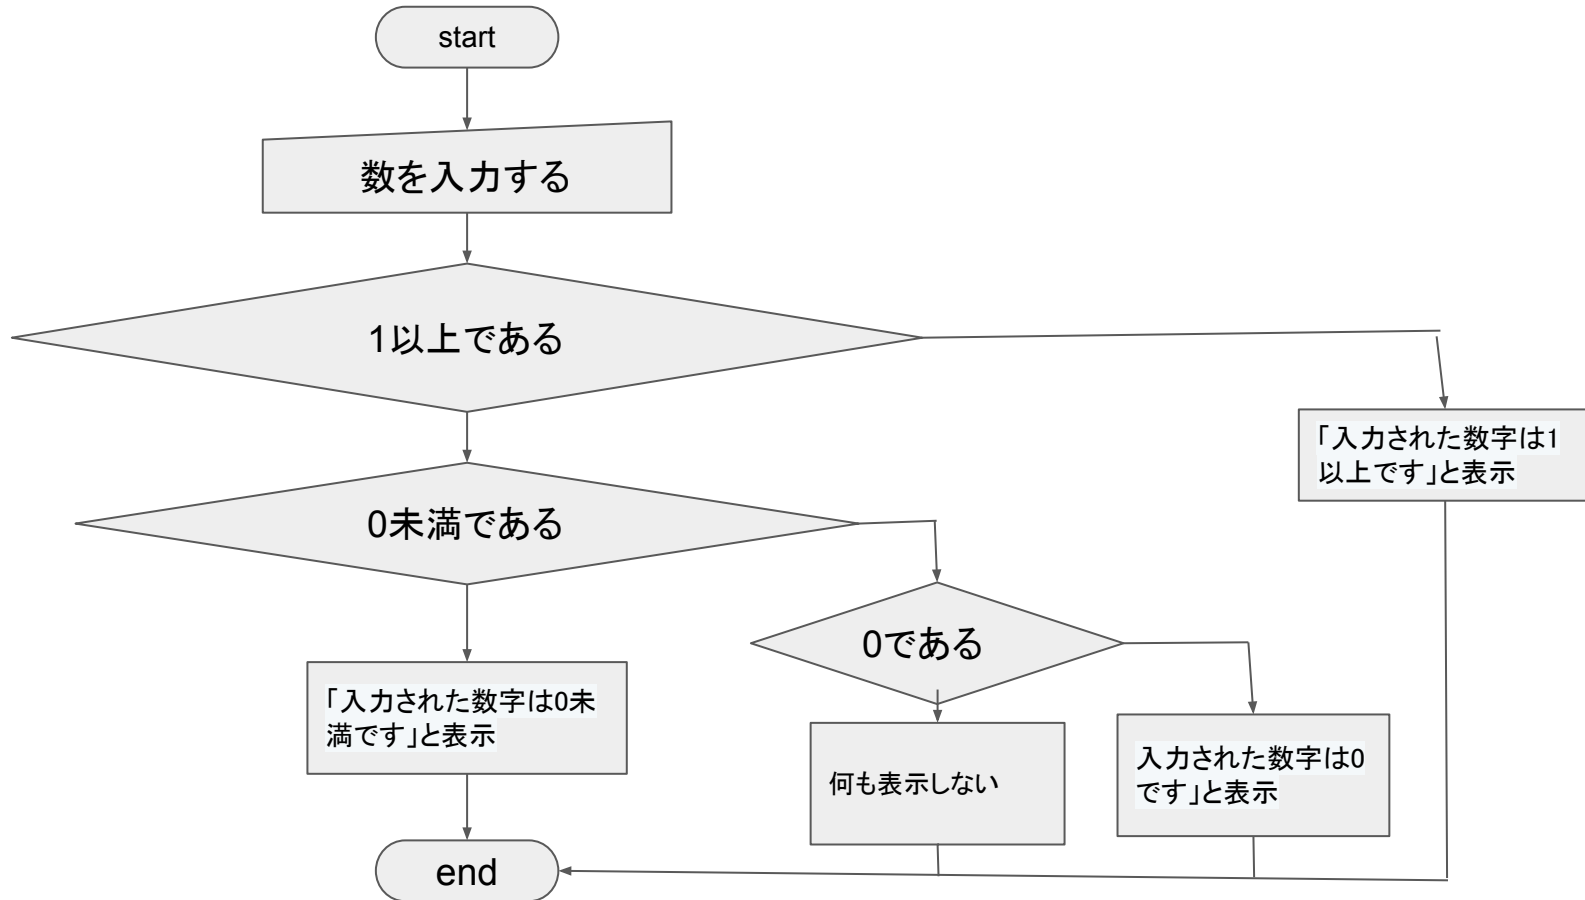 start
数を入力する
1以上である
「入力された数字は1
以上です」と表示
0未満である
0である
「入力された数字は0未
満です」と表示
何も表示しない
入力された数字は0
です」と表示
end